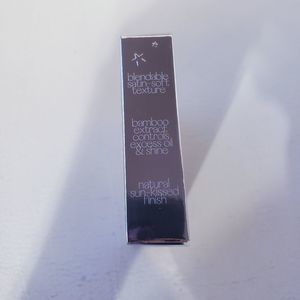 blendable
satin-soft
texture
bamboo
extract
controls
excess oil
& shine
natural
sun-kissed
finish